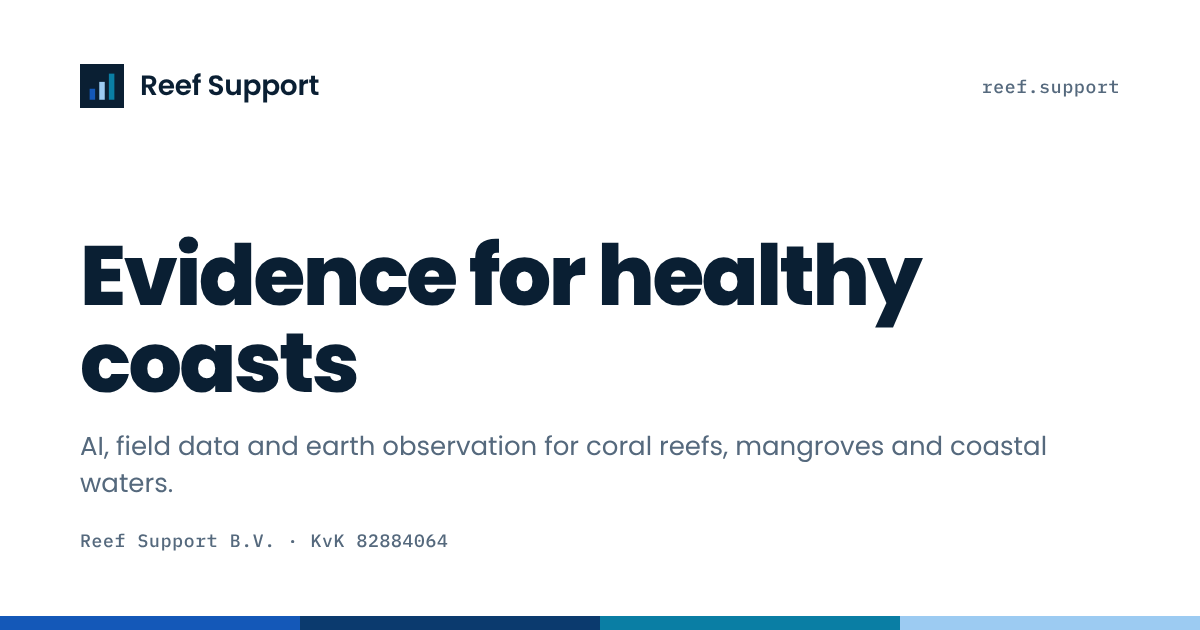 Reef Support
reef.support
Evidence for healthy
coasts
AI, field data and earth observation for coral reefs, mangroves and coastal
waters.
Reef Support B.V. · KvK 82884064